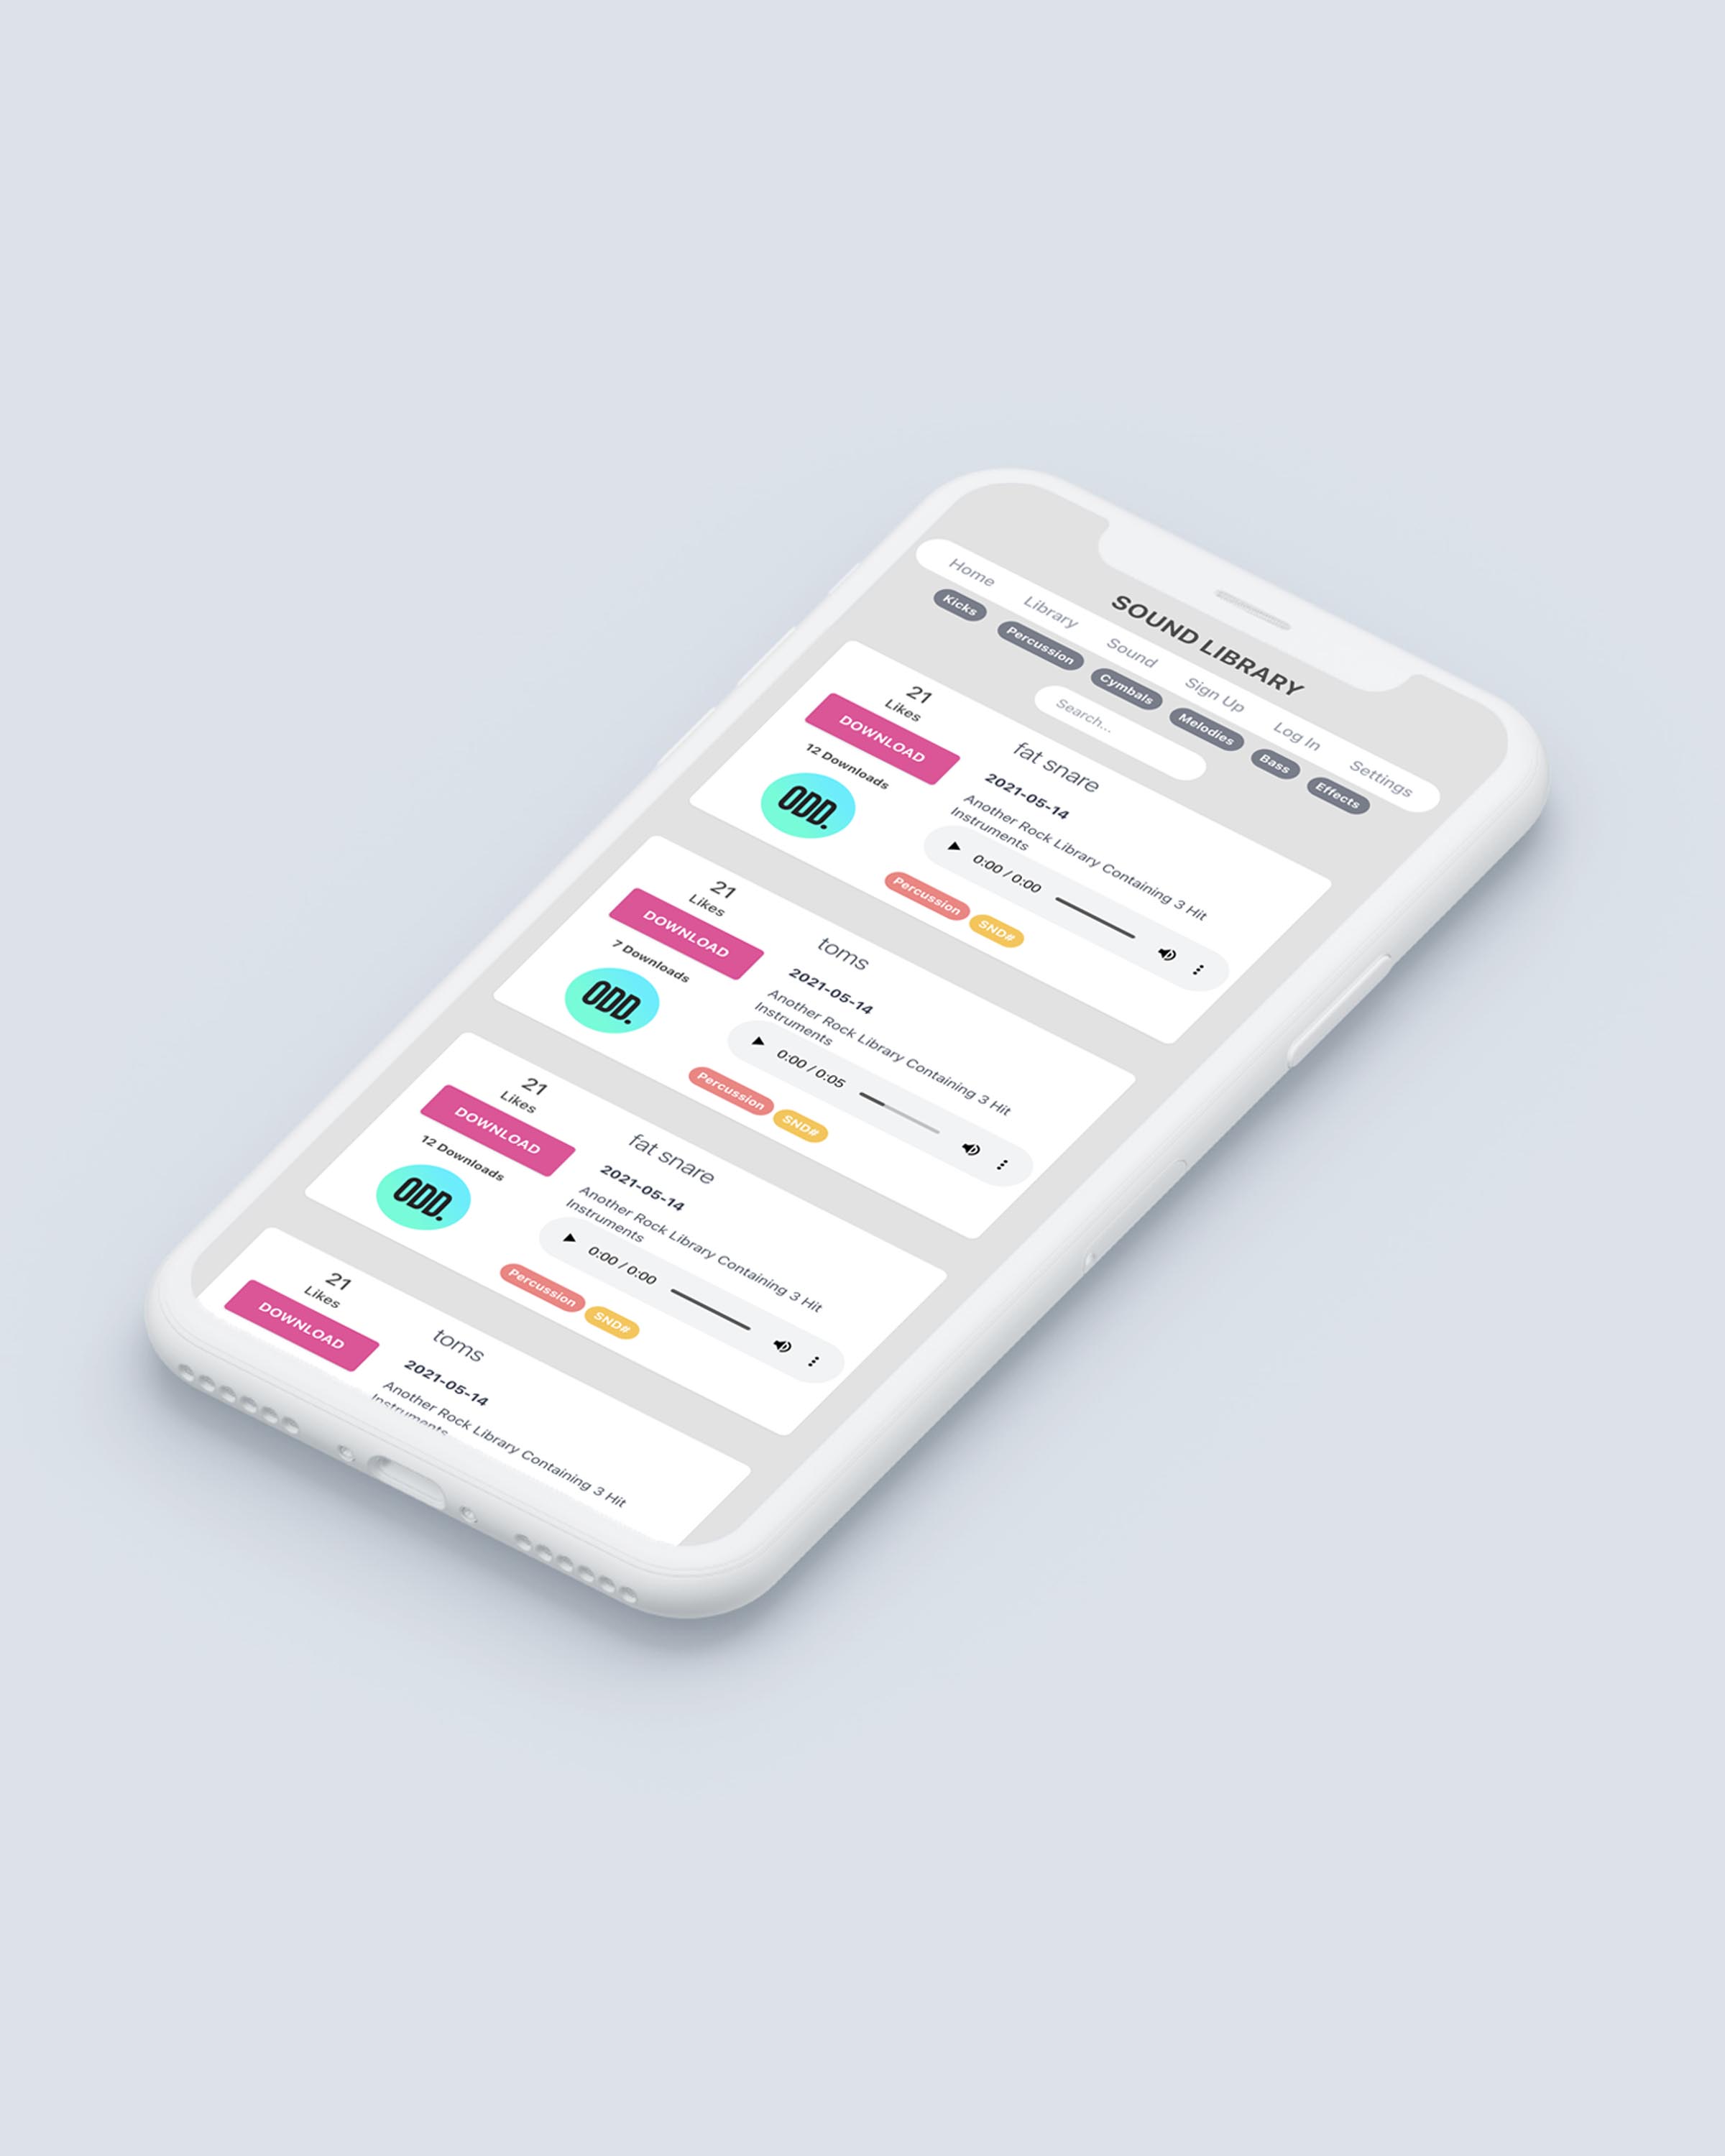 SOUND LIBRARY
Home Library Sound Sign Up Log In Settings
Kicks Percussion Cymbals Melodies Bass Effects
Search...
21
Likes
DOWNLOAD
12 Downloads
ODD.
fat snare
2021-05-14
Another Rock Library Containing 3 Hit
Instruments
0:00 / 0:00
Percussion SND#
21
Likes
DOWNLOAD
7 Downloads
ODD.
toms
2021-05-14
Another Rock Library Containing 3 Hit
Instruments
0:00 / 0:05
Percussion SND#
21
Likes
DOWNLOAD
12 Downloads
ODD.
fat snare
2021-05-14
Another Rock Library Containing 3 Hit
Instruments
0:00 / 0:00
Percussion SND#
21
Likes
DOWNLOAD
toms
2021-05-14
Another Rock Library Containing 3 Hit
Instruments